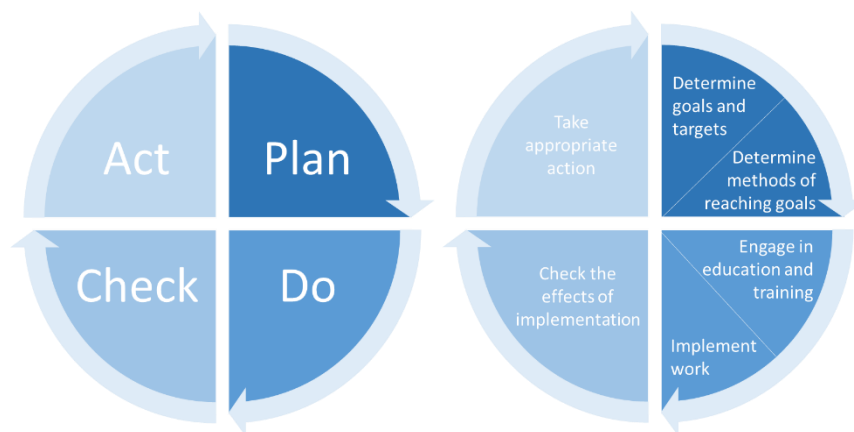 Act
Plan
Check
Do
Take
appropriate
action
Determine
goals and
targets
Determine
methods of
reaching goals
Check the
effects of
implementation
Engage in
education and
training
Implement
work